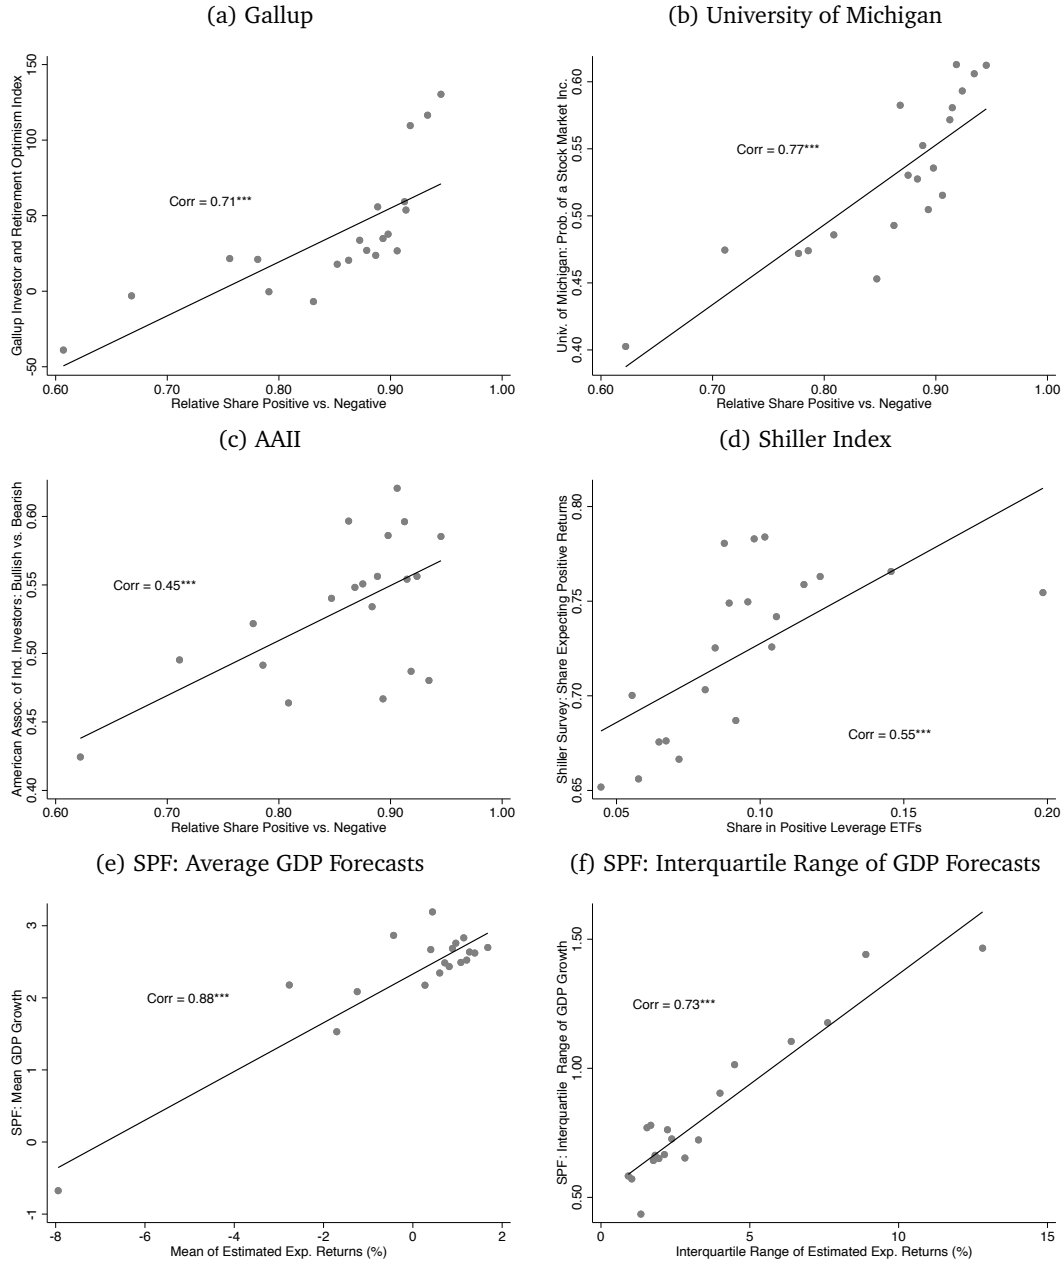 (a) Gallup
Gallup Investor and Retirement Optimism Index
150
100
50
0
-50
Corr = 0.71***
0.60 0.70 0.80 0.90 1.00
Relative Share Positive vs. Negative
(b) University of Michigan
Univ. of Michigan: Prob. of a Stock Market Inc.
0.60
0.55
0.50
0.45
0.40
Corr = 0.77***
0.60 0.70 0.80 0.90 1.00
Relative Share Positive vs. Negative
(c) AAII
American Assoc. of Ind. Investors: Bullish vs. Bearish
0.60
0.55
0.50
0.45
0.40
Corr = 0.45***
0.60 0.70 0.80 0.90 1.00
Relative Share Positive vs. Negative
(d) Shiller Index
Shiller Survey: Share Expecting Positive Returns
0.80
0.75
0.70
0.65
Corr = 0.55***
0.05 0.10 0.15 0.20
Share in Positive Leverage ETFs
(e) SPF: Average GDP Forecasts
SPF: Mean GDP Growth
3
2
1
0
-1
Corr = 0.88***
-8 -6 -4 -2 0 2
Mean of Estimated Exp. Returns (%)
(f) SPF: Interquartile Range of GDP Forecasts
SPF: Interquartile Range of GDP Growth
1.50
1.00
0.50
Corr = 0.73***
0 5 10 15
Interquartile Range of Estimated Exp. Returns (%)